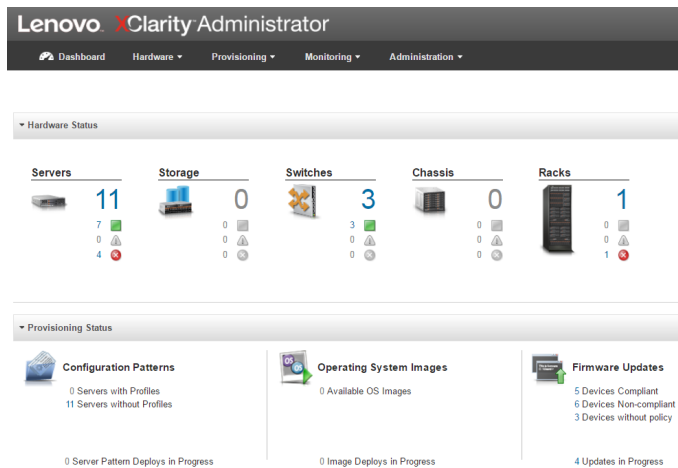 Lenovo. XClarity Administrator
Dashboard Hardware Provisioning Monitoring Administration
Hardware Status
Servers Storage Switches Chassis Racks
11 0 3 0 1
7 0 3 0 0
0 0 0 0 0
4 0 0 0 1
Provisioning Status
Configuration Patterns
0 Servers with Profiles
11 Servers without Profiles
0 Server Pattern Deploys in Progress
OS
OS
Operating System Images
0 Available OS Images
0 Image Deploys in Progress
Firmware Updates
5 Devices Compliant
6 Devices Non-compliant
3 Devices without policy
4 Updates in Progress